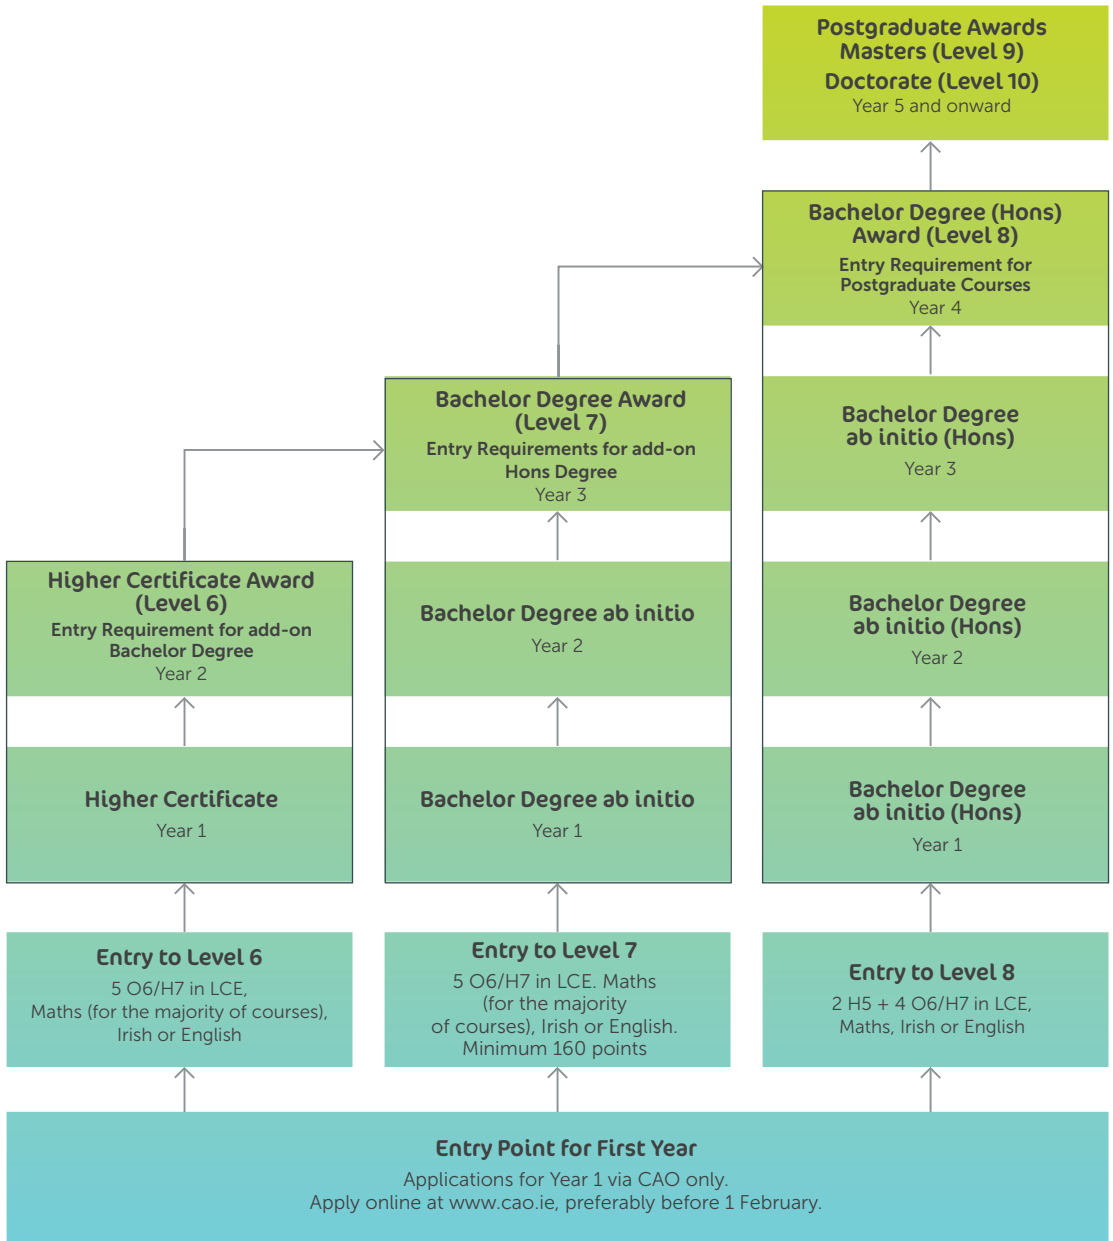 Postgraduate Awards
Masters (Level 9)
Doctorate (Level 10)
Year 5 and onward
Bachelor Degree (Hons)
Award (Level 8)
Entry Requirement for
Postgraduate Courses
Year 4
Bachelor Degree Award
(Level 7)
Entry Requirements for add-on
Hons Degree
Year 3
Bachelor Degree
ab initio (Hons)
Year 3
Higher Certificate Award
(Level 6)
Entry Requirement for add-on
Bachelor Degree
Year 2
Bachelor Degree ab initio
Year 2
Bachelor Degree
ab initio (Hons)
Year 2
Higher Certificate
Year 1
Bachelor Degree ab initio
Year 1
Bachelor Degree
ab initio (Hons)
Year 1
Entry to Level 6
5 O6/H7 in LCE,
Maths (for the majority of courses),
Irish or English
Entry to Level 7
5 O6/H7 in LCE. Maths
(for the majority
of courses), Irish or English.
Minimum 160 points
Entry to Level 8
2 H5 + 4 O6/H7 in LCE,
Maths, Irish or English
Entry Point for First Year
Applications for Year 1 via CAO only.
Apply online at www.cao.ie, preferably before 1 February.